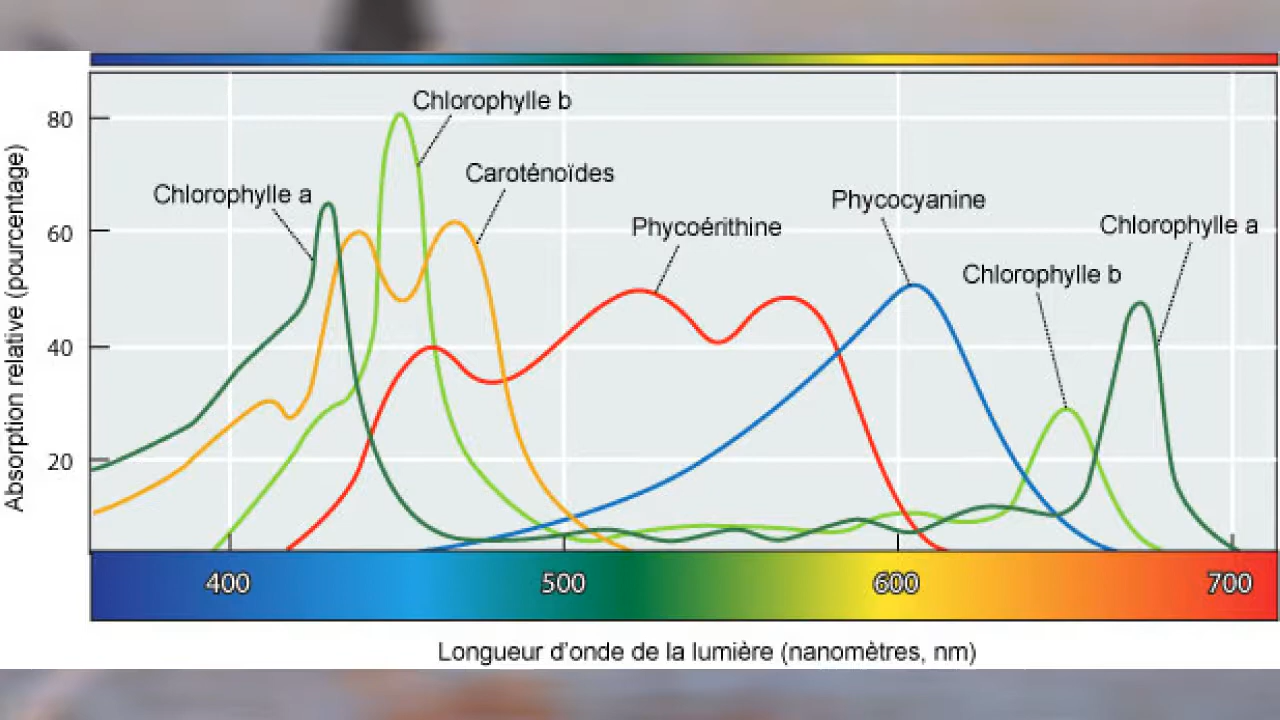 Chlorophylle b
Caroténoïdes
Chlorophylle a
Phycocyanine
Phycoérithine
Chlorophylle a
Chlorophylle b
80
60
40
20
Absorption relative (pourcentage)
400 500 600 700
Longueur d'onde de la lumière (nanomètres, nm)